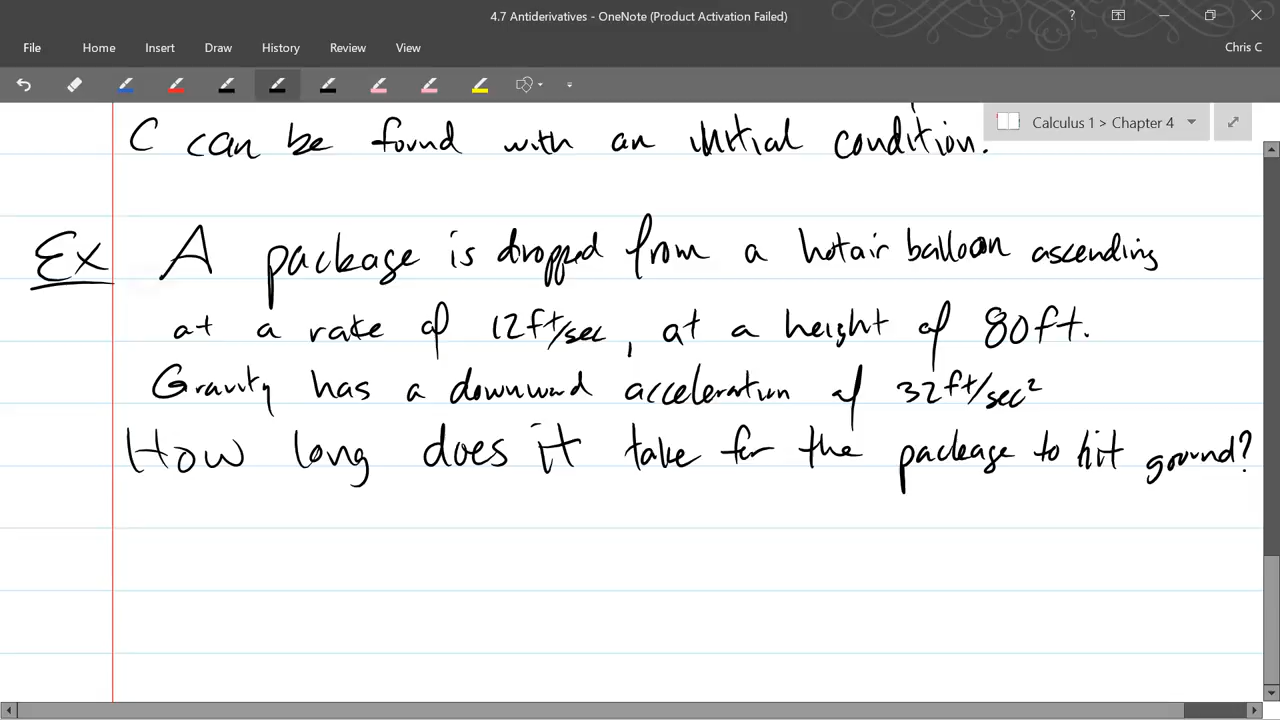 4.7 Antiderivatives - OneNote (Product Activation Failed)
?
File Home Insert Draw History Review View
Chris C
Calculus 1 > Chapter 4
C can be found with an initial condition.
Ex A package is dropped from a hot air balloon ascending
at a rate of 12ft/sec, at a height of 80ft.
Gravity has a downward acceleration of 32ft/sec²
How long does it take for the package to hit ground?